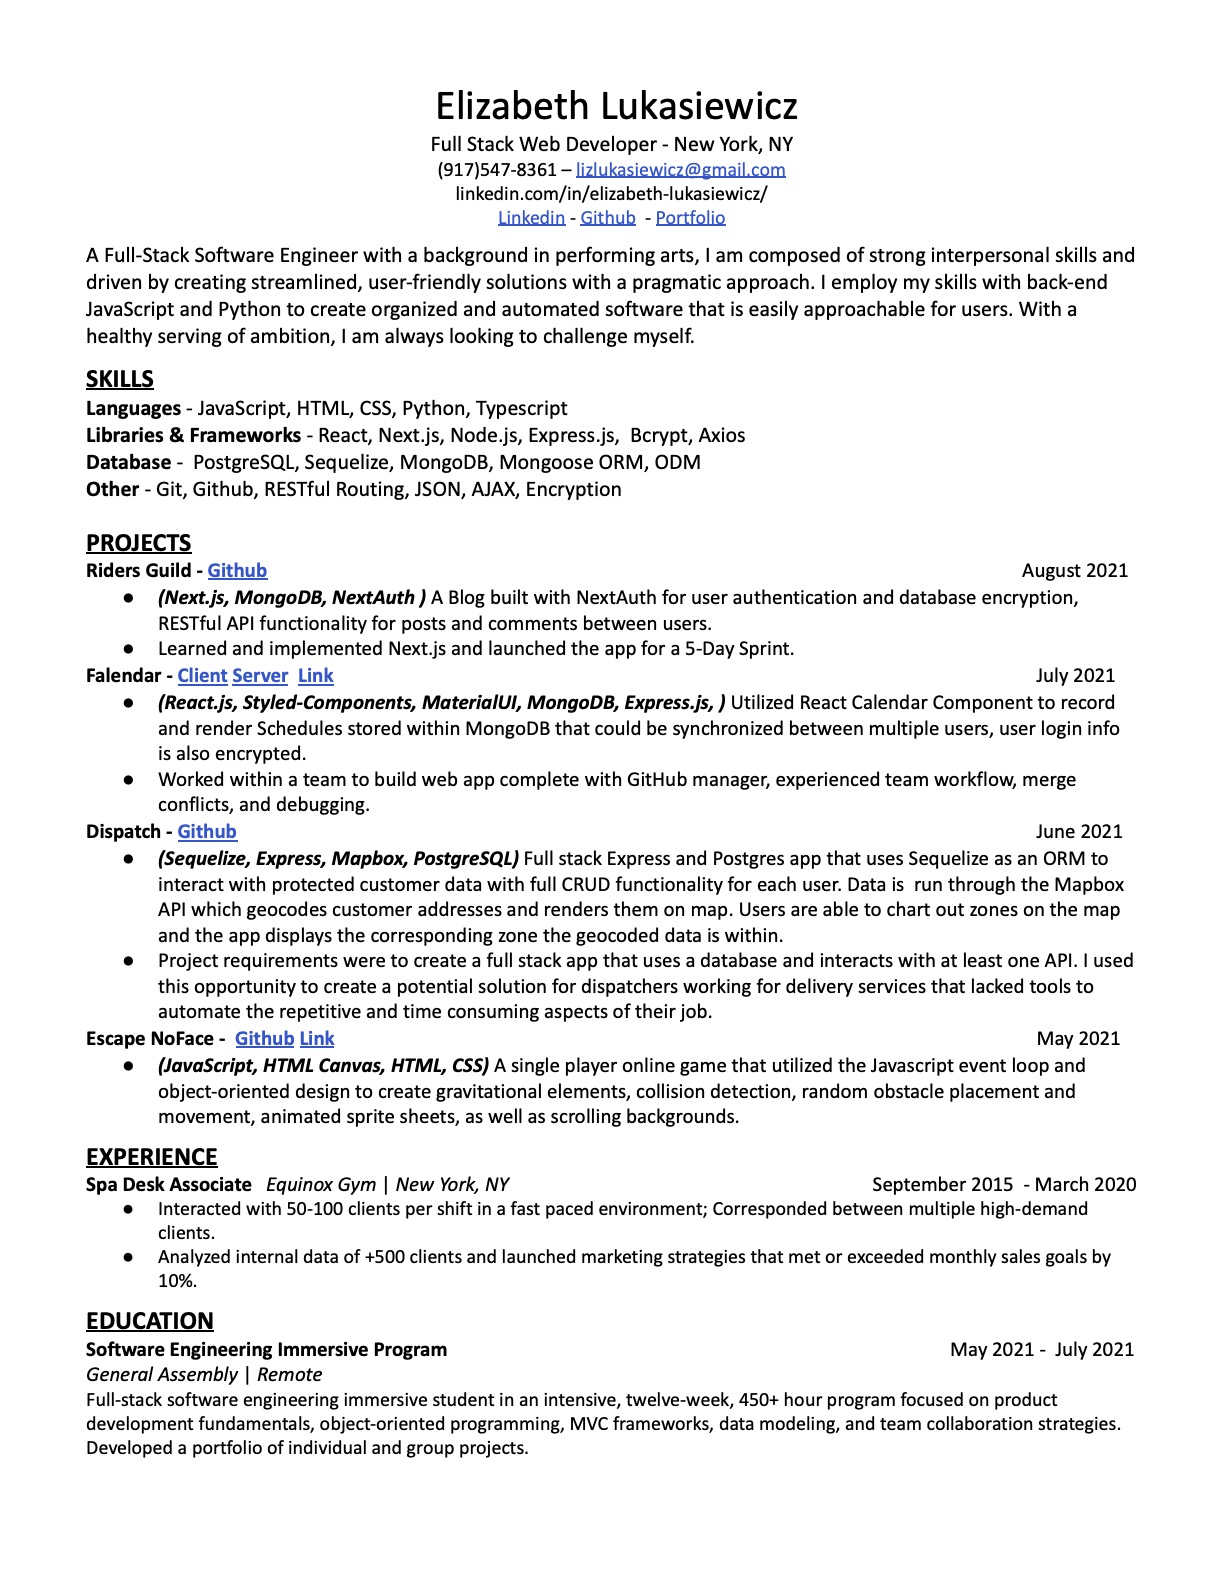 Elizabeth Lukasiewicz
Full Stack Web Developer - New York, NY
(917)547-8361 – lizlukasiewicz@gmail.com
linkedin.com/in/elizabeth-lukasiewicz/
Linkedin - Github - Portfolio
A Full-Stack Software Engineer with a background in performing arts, I am composed of strong interpersonal skills and
driven by creating streamlined, user-friendly solutions with a pragmatic approach. I employ my skills with back-end
JavaScript and Python to create organized and automated software that is easily approachable for users. With a
healthy serving of ambition, I am always looking to challenge myself.
SKILLS
Languages - JavaScript, HTML, CSS, Python, Typescript
Libraries & Frameworks - React, Next.js, Node.js, Express.js, Bcrypt, Axios
Database - PostgreSQL, Sequelize, MongoDB, Mongoose ORM, ODM
Other - Git, Github, RESTful Routing, JSON, AJAX, Encryption
PROJECTS
Riders Guild - Github August 2021
● (Next.js, MongoDB, NextAuth ) A Blog built with NextAuth for user authentication and database encryption,
RESTful API functionality for posts and comments between users.
● Learned and implemented Next.js and launched the app for a 5-Day Sprint.
Falendar - Client Server Link July 2021
● (React.js, Styled-Components, MaterialUI, MongoDB, Express.js, ) Utilized React Calendar Component to record
and render Schedules stored within MongoDB that could be synchronized between multiple users, user login info
is also encrypted.
● Worked within a team to build web app complete with GitHub manager, experienced team workflow, merge
conflicts, and debugging.
Dispatch - Github June 2021
● (Sequelize, Express, Mapbox, PostgreSQL) Full stack Express and Postgres app that uses Sequelize as an ORM to
interact with protected customer data with full CRUD functionality for each user. Data is run through the Mapbox
API which geocodes customer addresses and renders them on map. Users are able to chart out zones on the map
and the app displays the corresponding zone the geocoded data is within.
● Project requirements were to create a full stack app that uses a database and interacts with at least one API. I used
this opportunity to create a potential solution for dispatchers working for delivery services that lacked tools to
automate the repetitive and time consuming aspects of their job.
Escape NoFace - Github Link May 2021
● (JavaScript, HTML Canvas, HTML, CSS) A single player online game that utilized the Javascript event loop and
object-oriented design to create gravitational elements, collision detection, random obstacle placement and
movement, animated sprite sheets, as well as scrolling backgrounds.
EXPERIENCE
Spa Desk Associate Equinox Gym | New York, NY September 2015 - March 2020
● Interacted with 50-100 clients per shift in a fast paced environment; Corresponded between multiple high-demand
clients.
● Analyzed internal data of +500 clients and launched marketing strategies that met or exceeded monthly sales goals by
10%.
EDUCATION
Software Engineering Immersive Program May 2021 - July 2021
General Assembly | Remote
Full-stack software engineering immersive student in an intensive, twelve-week, 450+ hour program focused on product
development fundamentals, object-oriented programming, MVC frameworks, data modeling, and team collaboration strategies.
Developed a portfolio of individual and group projects.